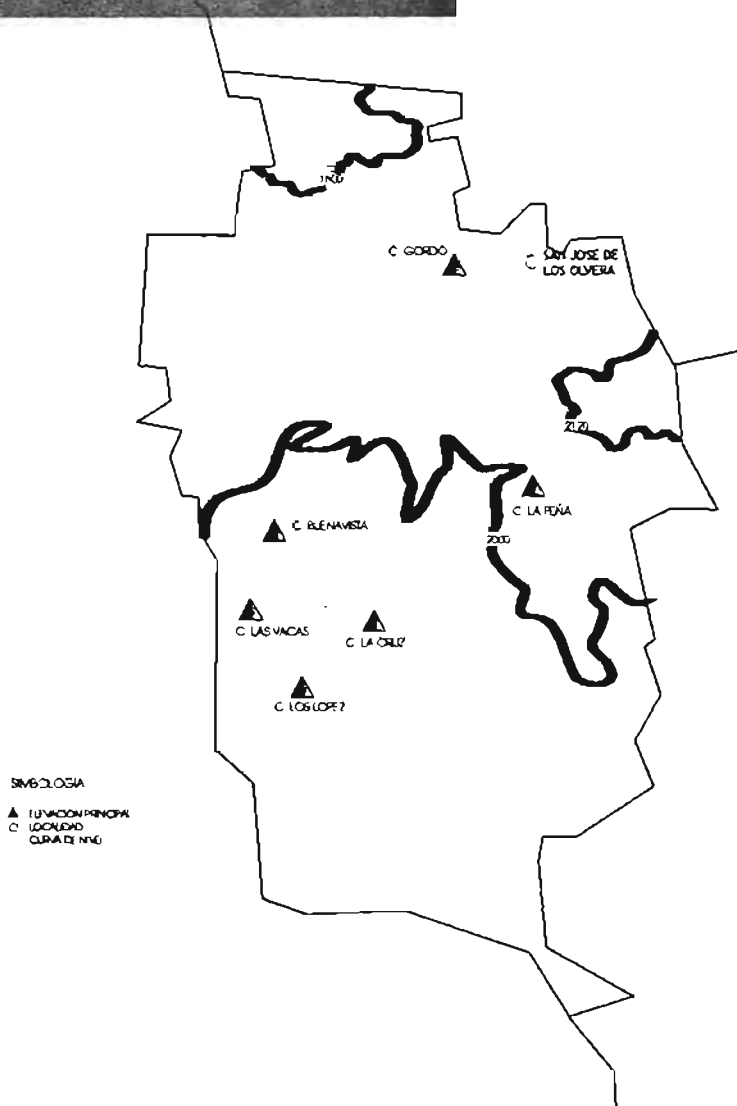 C GORDO
C SAN JOSE DE
LOS OLVERA
2120
C LA PEÑA
2000
C BUENAVISTA
C LAS VACAS
C LA CRUZ
C LOS LOPEZ
SIMBOLOGIA
ELEVACION PRINCIPAL
C LOCALIDAD
CURVA DE NIVEL